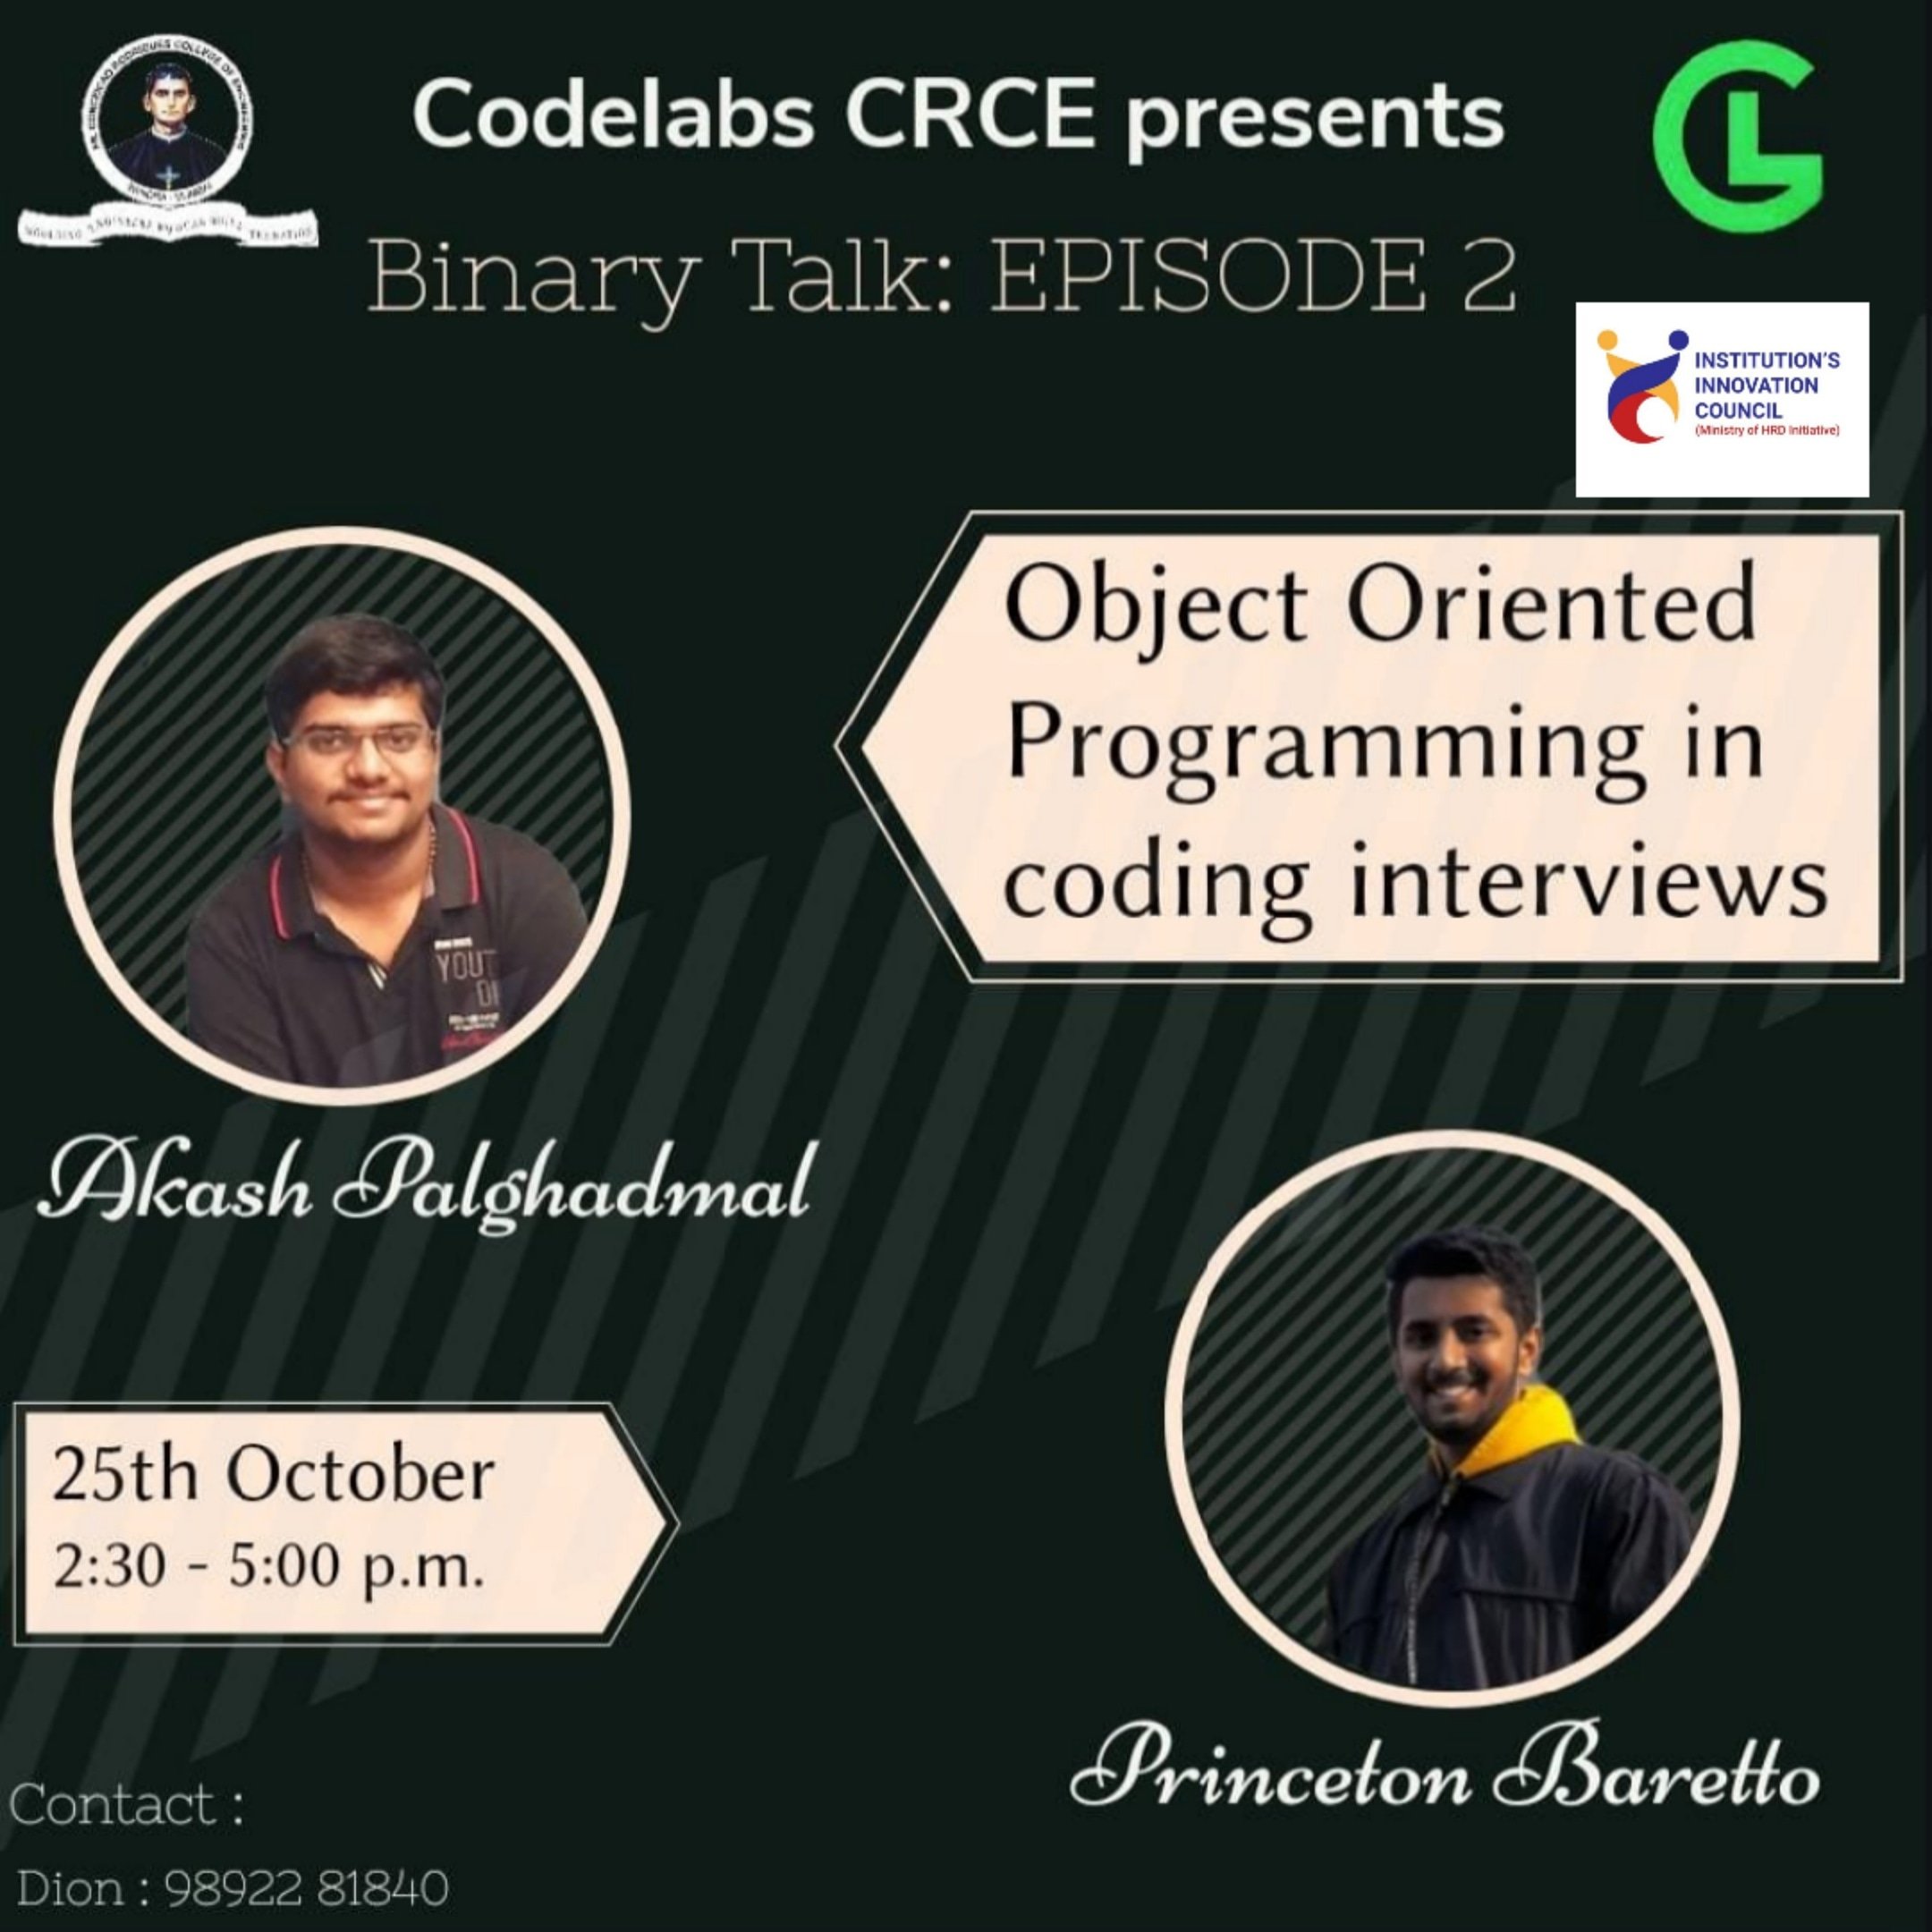 Codelabs CRCE presents
Binary Talk: EPISODE 2
INSTITUTION'S
INNOVATION
COUNCIL
(Ministry of HRD Initiative)
Object Oriented
Programming in
coding interviews
Akash Palghadmal
25th October
2:30 - 5:00 p.m.
Princeton Baretto
Contact :
Dion : 98922 81840